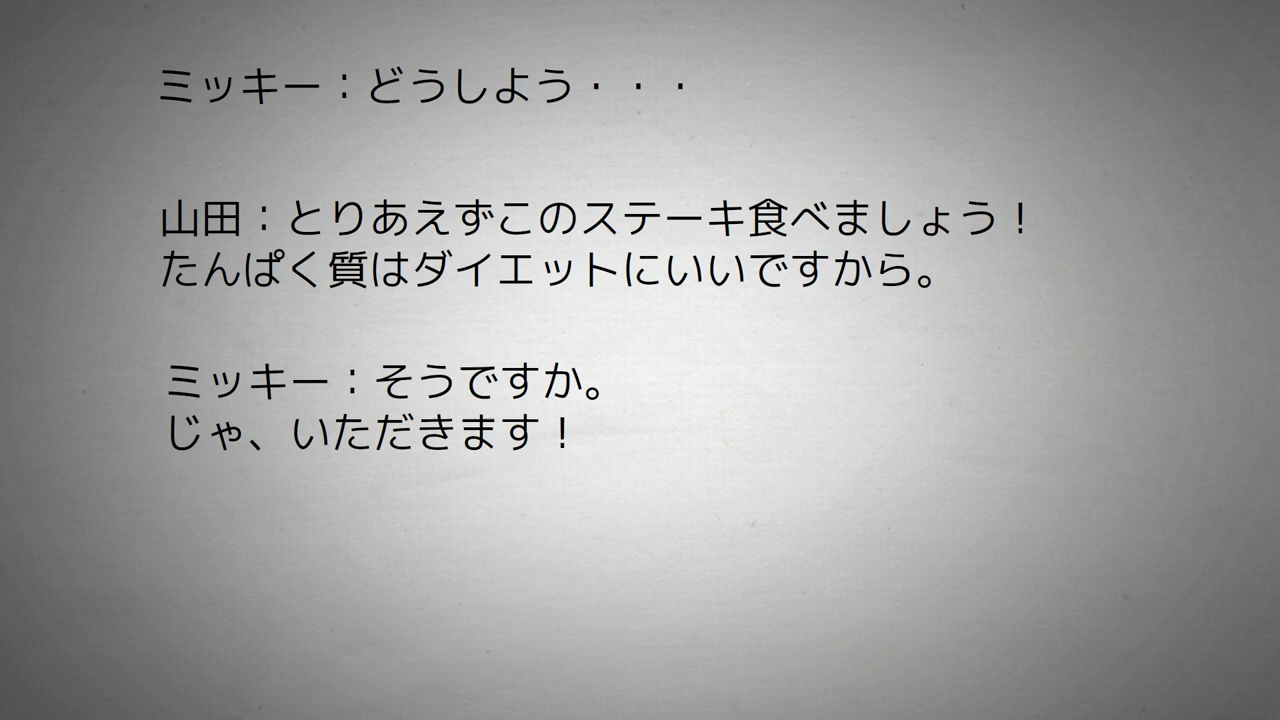 ミッキー：どうしよう・・・
山田：とりあえずこのステーキ食べましょう！
たんぱく質はダイエットにいいですから。
ミッキー：そうですか。
じゃ、いただきます！